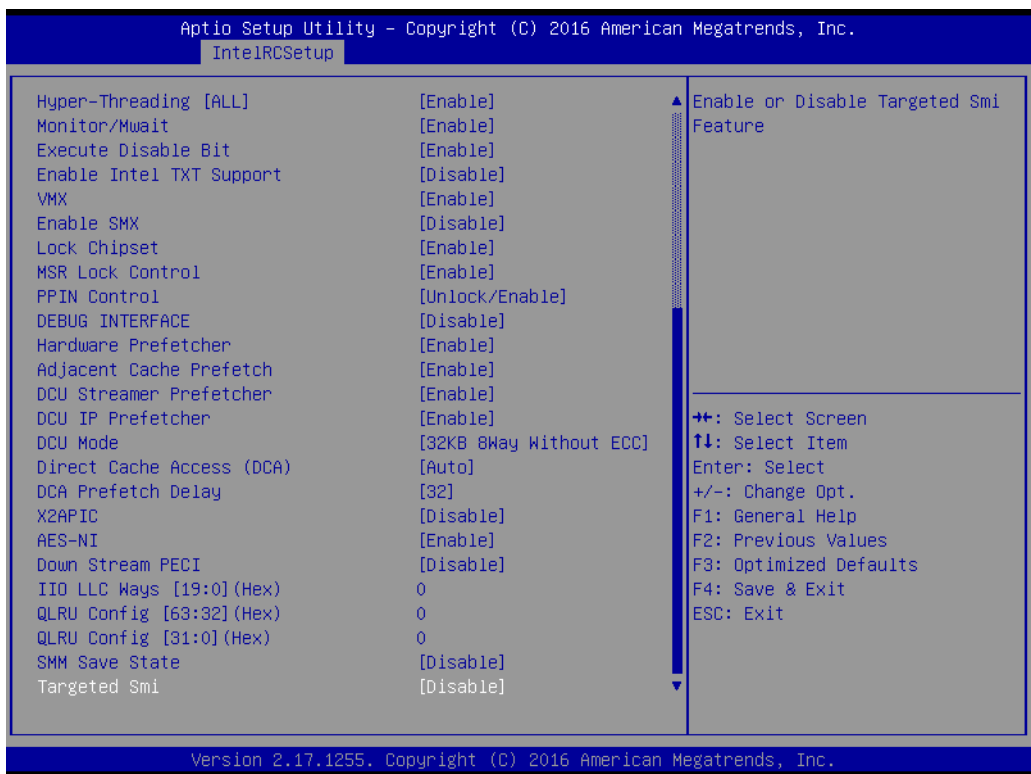 Aptio Setup Utility – Copyright (C) 2016 American Megatrends, Inc.
IntelRCSetup
Hyper-Threading [ALL] [Enable]
Monitor/Mwait [Enable]
Execute Disable Bit [Enable]
Enable Intel TXT Support [Disable]
VMX [Enable]
Enable SMX [Disable]
Lock Chipset [Enable]
MSR Lock Control [Enable]
PPIN Control [Unlock/Enable]
DEBUG INTERFACE [Disable]
Hardware Prefetcher [Enable]
Adjacent Cache Prefetch [Enable]
DCU Streamer Prefetcher [Enable]
DCU IP Prefetcher [Enable]
DCU Mode [32KB 8Way Without ECC]
Direct Cache Access (DCA) [Auto]
DCA Prefetch Delay [32]
X2APIC [Disable]
AES-NI [Enable]
Down Stream PECI [Disable]
IIO LLC Ways [19:0](Hex) 0
QLRU Config [63:32](Hex) 0
QLRU Config [31:0](Hex) 0
SMM Save State [Disable]
Targeted Smi [Disable]
Enable or Disable Targeted Smi
Feature
→←: Select Screen
↑↓: Select Item
Enter: Select
+/-: Change Opt.
F1: General Help
F2: Previous Values
F3: Optimized Defaults
F4: Save & Exit
ESC: Exit
Version 2.17.1255. Copyright (C) 2016 American Megatrends, Inc.